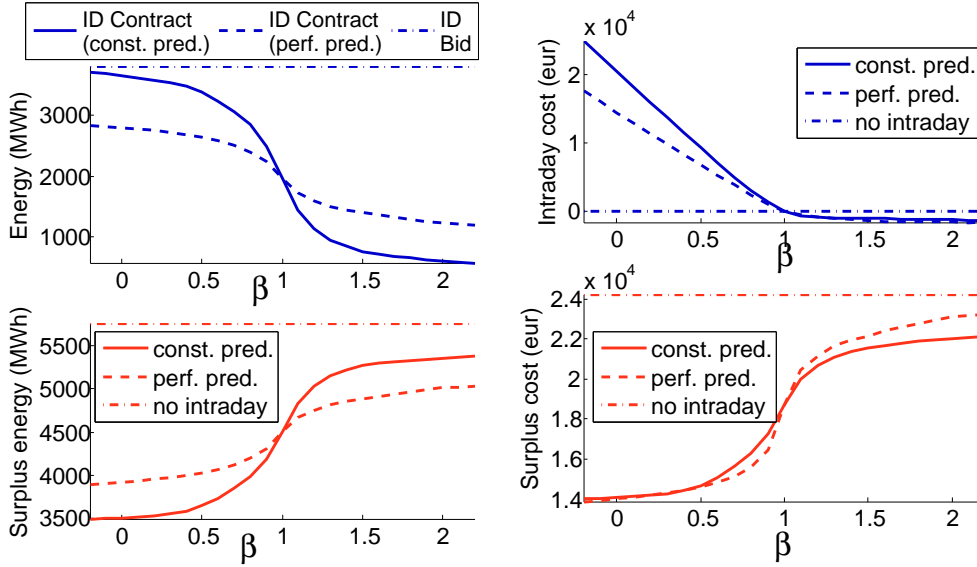 ID Contract
(const. pred.)
ID Contract
(perf. pred.)
ID
Bid
Energy (MWh)
3000
2000
1000
0 0.5 1 1.5 2
β
x 10^4
Intraday cost (eur)
2
1
0
const. pred.
perf. pred.
no intraday
0 0.5 1 1.5 2
β
Surplus energy (MWh)
5500
5000
4500
4000
3500
const. pred.
perf. pred.
no intraday
0 0.5 1 1.5 2
β
x 10^4
Surplus cost (eur)
2.4
2.2
2
1.8
1.6
1.4
const. pred.
perf. pred.
no intraday
0 0.5 1 1.5 2
β